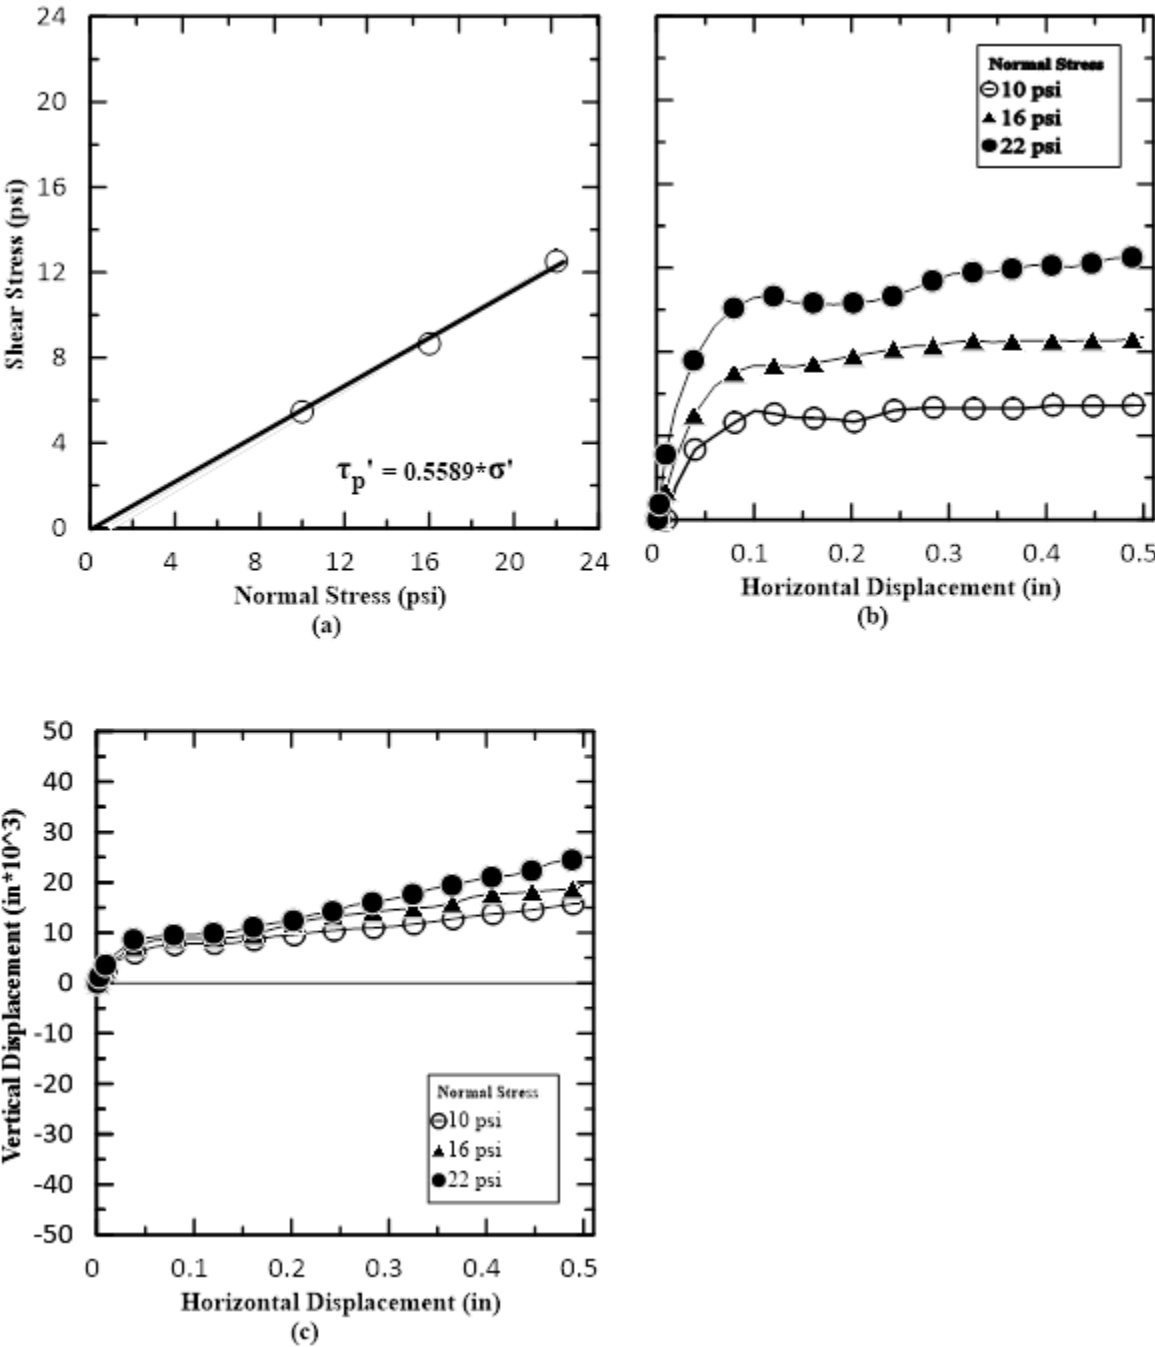 24
20
16
12
8
4
0
Shear Stress (psi)
τp' = 0.5589*σ'
0 4 8 12 16 20 24
Normal Stress (psi)
(a)
Normal Stress
10 psi
16 psi
22 psi
0 0.1 0.2 0.3 0.4 0.5
Horizontal Displacement (in)
(b)
50
40
30
20
10
0
-10
-20
-30
-40
-50
Vertical Displacement (in*10^3)
Normal Stress
10 psi
16 psi
22 psi
0 0.1 0.2 0.3 0.4 0.5
Horizontal Displacement (in)
(c)